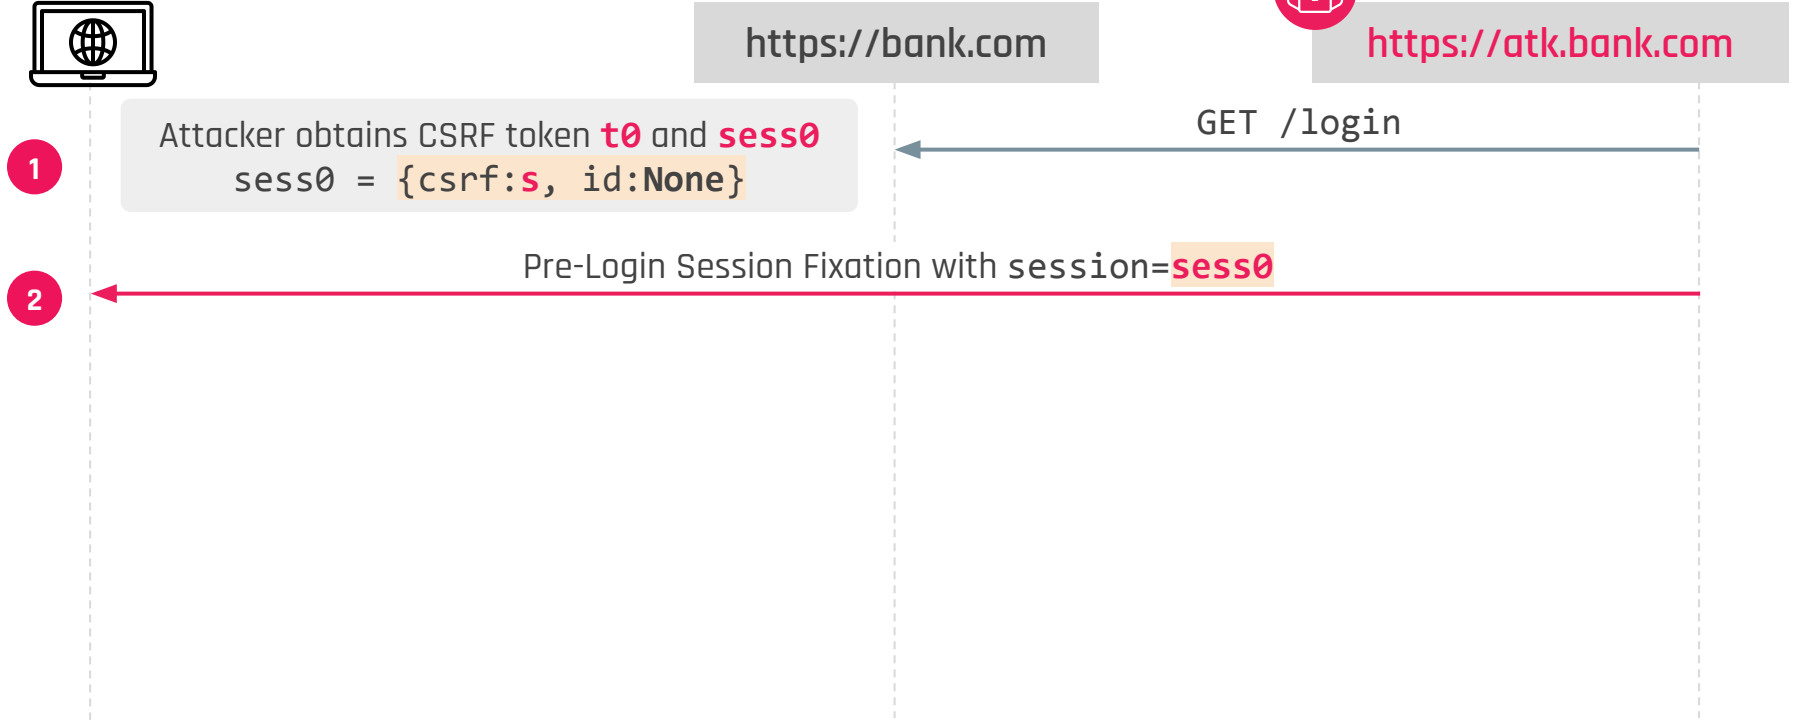 https://bank.com
https://atk.bank.com
1
Attacker obtains CSRF token t0 and sess0
sess0 = {csrf:s, id:None}
GET /login
2
Pre-Login Session Fixation with session=sess0